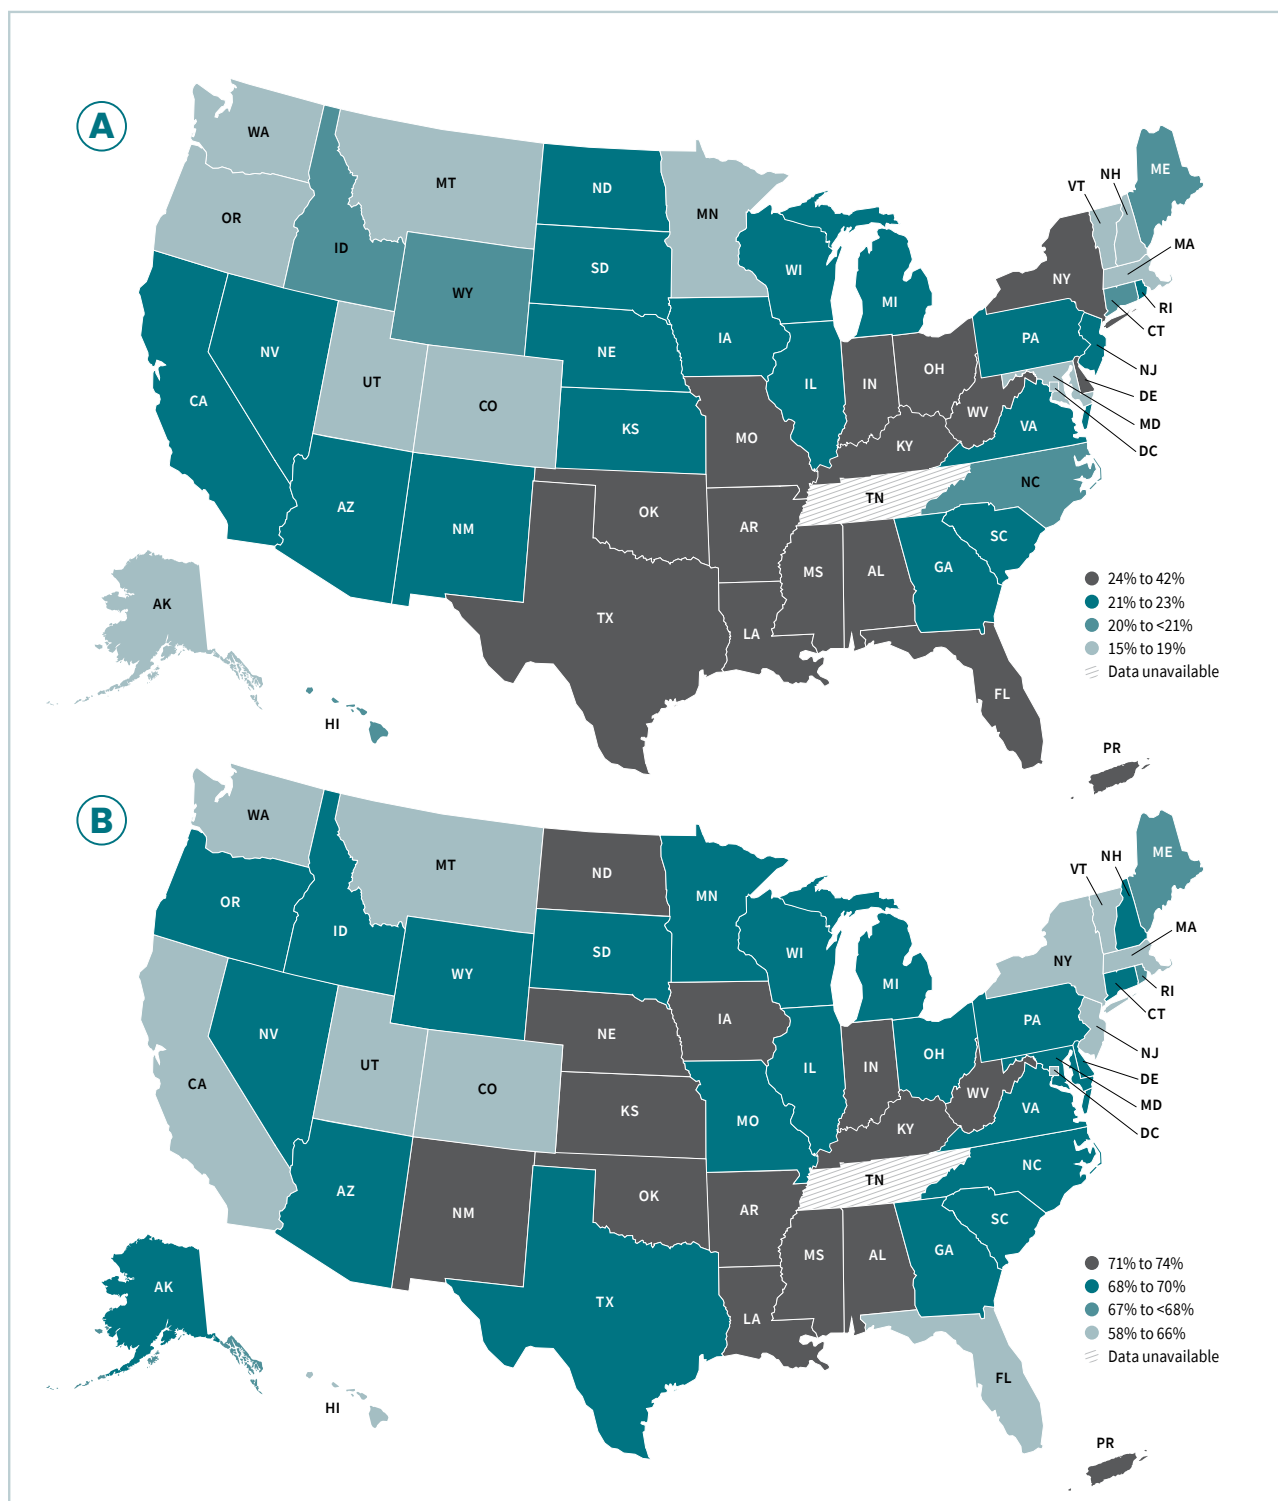 A
WA
MT
ND
MN
OR
ID
SD
WI
MI
WY
NV
NE
IA
CA
UT
CO
KS
IL
IN
OH
PA
NY
VT
NH
ME
MA
RI
CT
NJ
DE
MD
DC
WV
VA
KY
MO
TN
NC
AZ
NM
OK
AR
SC
TX
LA
MS
AL
GA
FL
AK
HI
PR
24% to 42%
21% to 23%
20% to <21%
15% to 19%
Data unavailable
B
WA
MT
ND
MN
OR
ID
SD
WI
MI
WY
NV
NE
IA
CA
UT
CO
KS
IL
IN
OH
PA
NY
VT
NH
ME
MA
RI
CT
NJ
DE
MD
DC
WV
VA
KY
MO
TN
NC
AZ
NM
OK
AR
SC
TX
LA
MS
AL
GA
FL
AK
HI
PR
71% to 74%
68% to 70%
67% to <68%
58% to 66%
Data unavailable